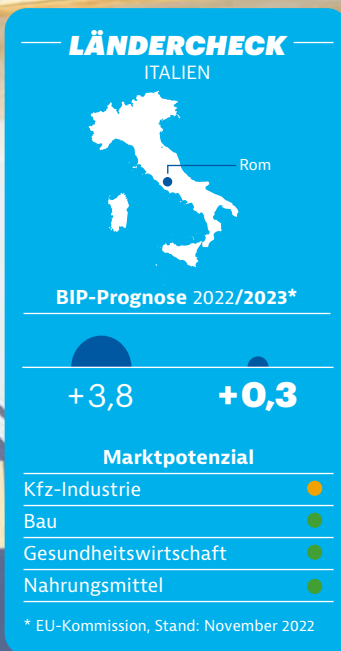 LÄNDERCHECK
ITALIEN
Rom
BIP-Prognose 2022/2023*
+3,8 +0,3
Marktpotenzial
Kfz-Industrie
Bau
Gesundheitswirtschaft
Nahrungsmittel
* EU-Kommission, Stand: November 2022